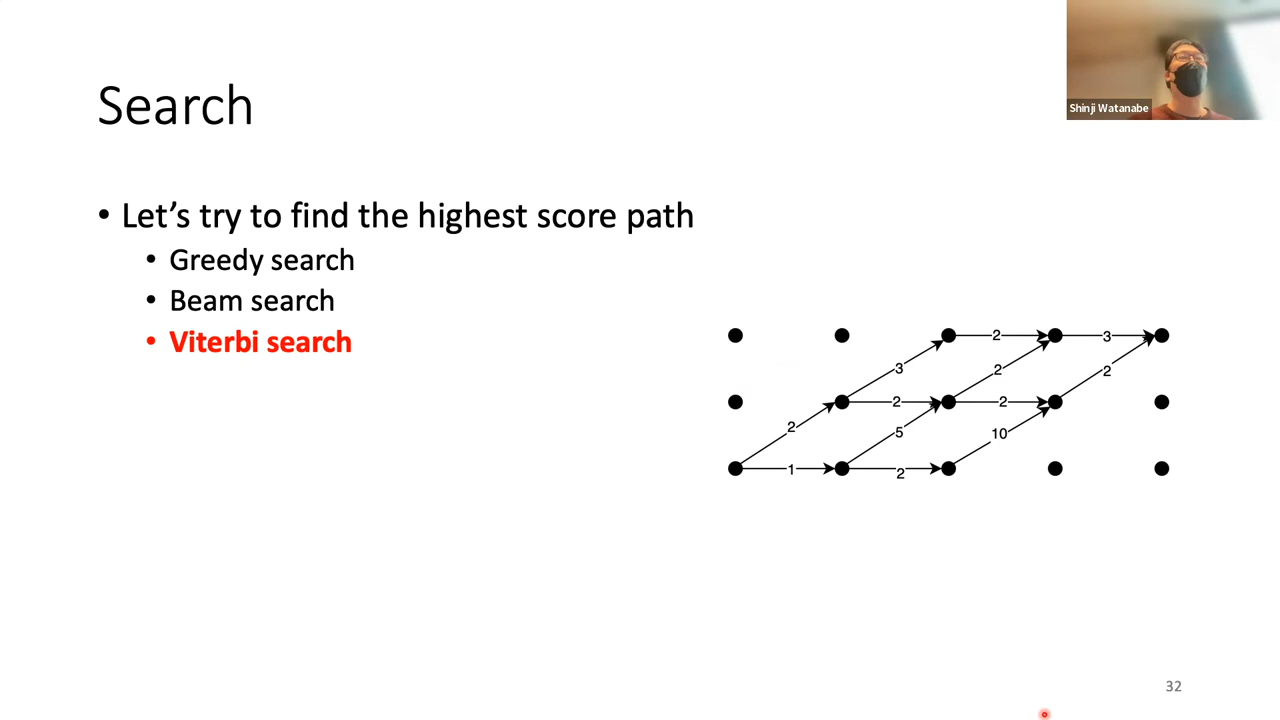 Shinji Watanabe
Search
• Let's try to find the highest score path
• Greedy search
• Beam search
• Viterbi search
2 3
3 2 2
2 2 2
2 5 10
1 2
32